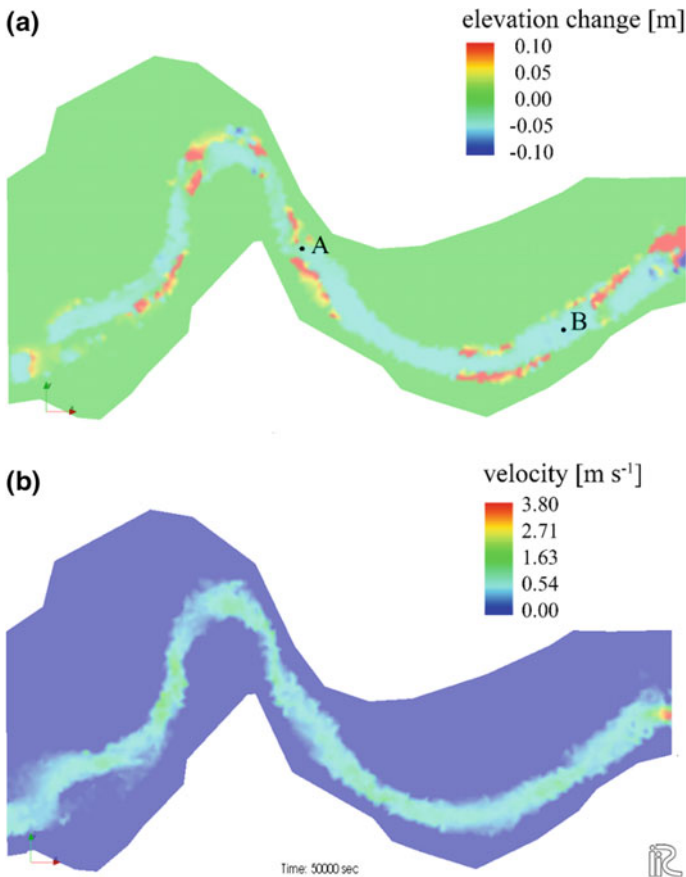 (a)
elevation change [m]
0.10
0.05
0.00
-0.05
-0.10
A
B
(b)
velocity [m s⁻¹]
3.80
2.71
1.63
0.54
0.00
Time: 50000 sec